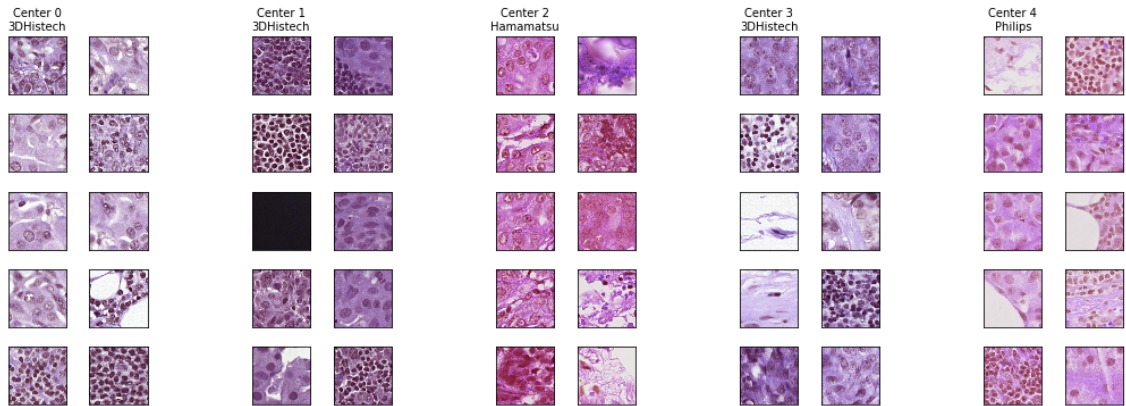 Center 0
3DHistech
Center 1
3DHistech
Center 2
Hamamatsu
Center 3
3DHistech
Center 4
Philips